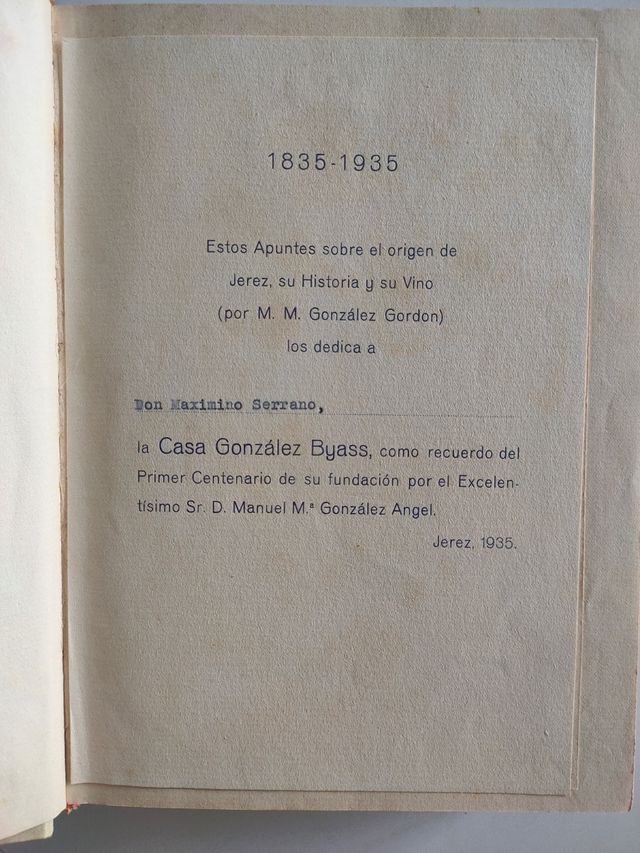 1835-1935
Estos Apuntes sobre el origen de
Jerez, su Historia y su Vino
(por M. M. González Gordon)
los dedica a
Don Maximino Serrano,
la Casa González Byass, como recuerdo del
Primer Centenario de su fundación por el Excelen-
tísimo Sr. D. Manuel M.ª González Angel.
Jerez, 1935.